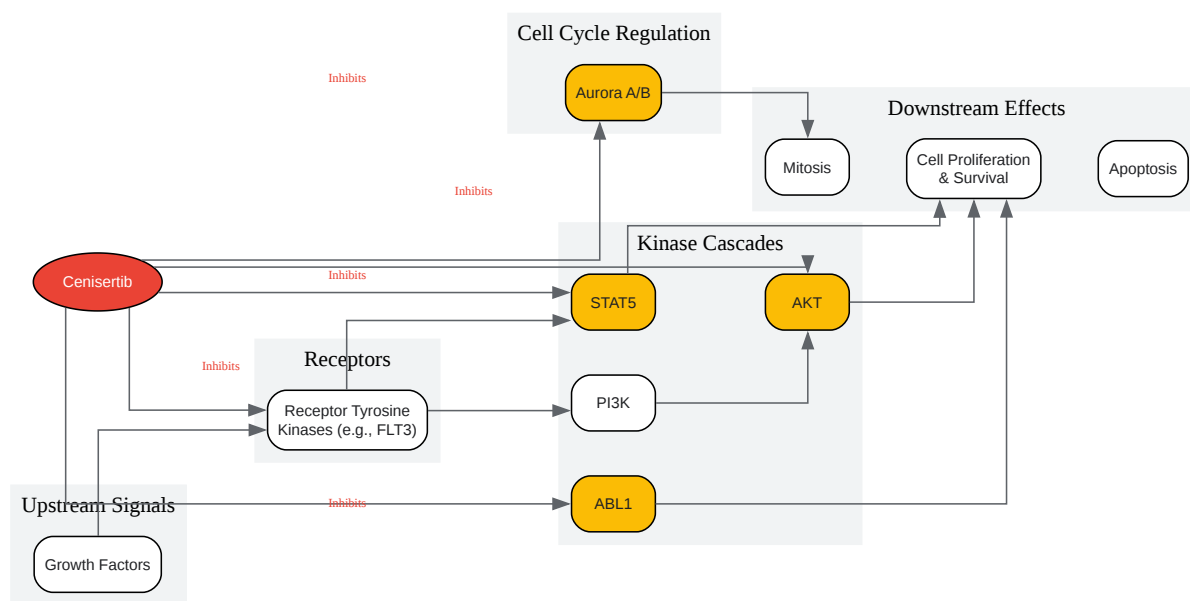 Cell Cycle Regulation
Inhibits
Aurora A/B
Downstream Effects
Mitosis
Cell Proliferation
& Survival
Apoptosis
Inhibits
Kinase Cascades
Cenisertib
Inhibits
STAT5
AKT
Receptors
Inhibits
Receptor Tyrosine
Kinases (e.g., FLT3)
PI3K
Upstream Signals
Inhibits
ABL1
Growth Factors